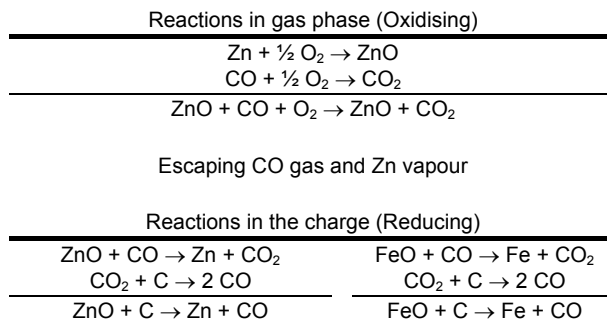 Reactions in gas phase (Oxidising)
Zn + ½ O₂ → ZnO
CO + ½ O₂ → CO₂
ZnO + CO + O₂ → ZnO + CO₂
Escaping CO gas and Zn vapour
Reactions in the charge (Reducing)
ZnO + CO → Zn + CO₂
CO₂ + C → 2 CO
ZnO + C → Zn + CO
FeO + CO → Fe + CO₂
CO₂ + C → 2 CO
FeO + C → Fe + CO